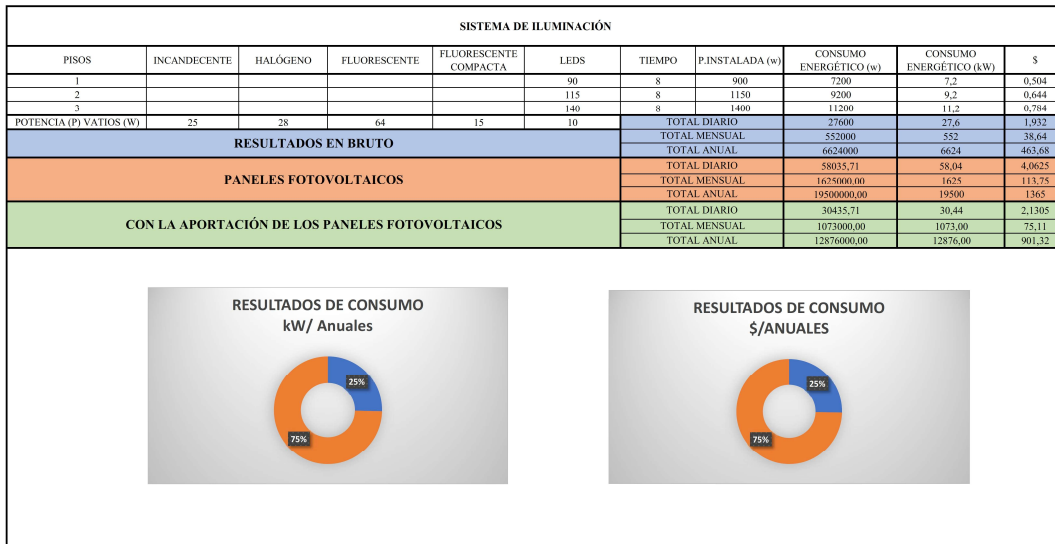 SISTEMA DE ILUMINACIÓN
PISOS INCANDECENTE HALÓGENO FLUORESCENTE FLUORESCENTE COMPACTA LEDS TIEMPO P.INSTALADA (w) CONSUMO ENERGÉTICO (w) CONSUMO ENERGÉTICO (kW) $
1 90 8 900 7200 7,2 0,504
2 115 8 1150 9200 9,2 0,644
3 140 8 1400 11200 11,2 0,784
POTENCIA (P) VATIOS (W) 25 28 64 15 10 TOTAL DIARIO 27600 27,6 1,932
RESULTADOS EN BRUTO
TOTAL MENSUAL 552000 552 38,64
TOTAL ANUAL 6624000 6624 463,68
PANELES FOTOVOLTAICOS
TOTAL DIARIO 58035,71 58,04 4,0625
TOTAL MENSUAL 1625000,00 1625 113,75
TOTAL ANUAL 19500000,00 19500 1365
CON LA APORTACIÓN DE LOS PANELES FOTOVOLTAICOS
TOTAL DIARIO 30435,71 30,44 2,1305
TOTAL MENSUAL 1073000,00 1073,00 75,11
TOTAL ANUAL 12876000,00 12876,00 901,32
RESULTADOS DE CONSUMO
kW/ Anuales
25%
75%
RESULTADOS DE CONSUMO
$/ANUALES
25%
75%